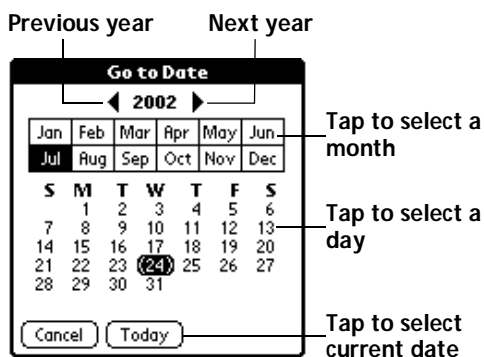 Previous year Next year
Go to Date
2002
Jan Feb Mar Apr May Jun
Tap to select a
month
Jul Aug Sep Oct Nov Dec
S M T W T F S
1 2 3 4 5 6
Tap to select a
day
7 8 9 10 11 12 13
14 15 16 17 18 19 20
21 22 23 (24) 25 26 27
28 29 30 31
Cancel Today
Tap to select
current date